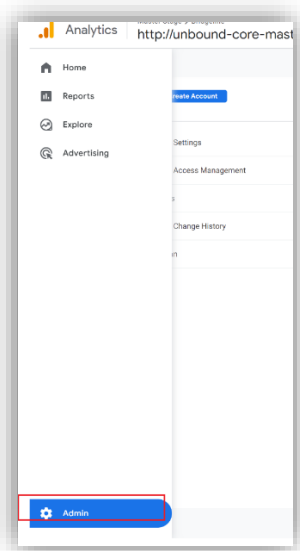 Analytics
http://unbound-core-mast
Home
Reports
reate Account
Explore
Settings
Advertising
Access Management
s
Change History
n
Admin